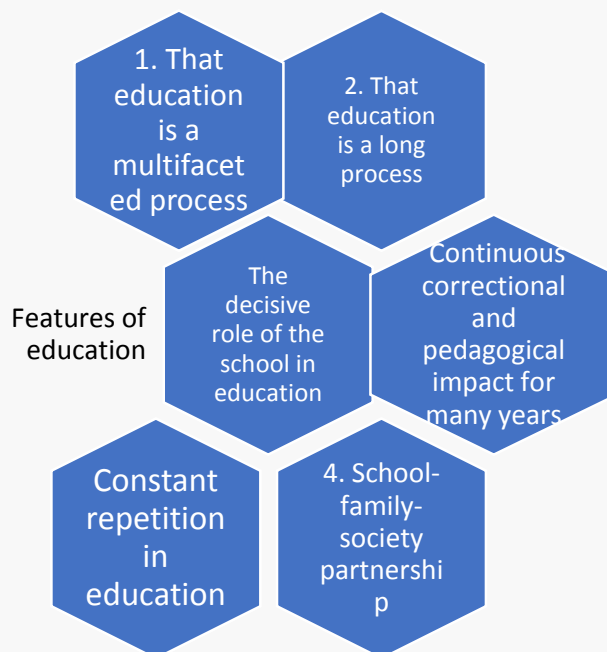 1. That
education
is a
multifacet
ed process
2. That
education
is a long
process
Features of
education
The
decisive
role of the
school in
education
Continuous
correctional
and
pedagogical
impact for
many years
Constant
repetition
in
education
4. School-
family-
society
partnershi
p